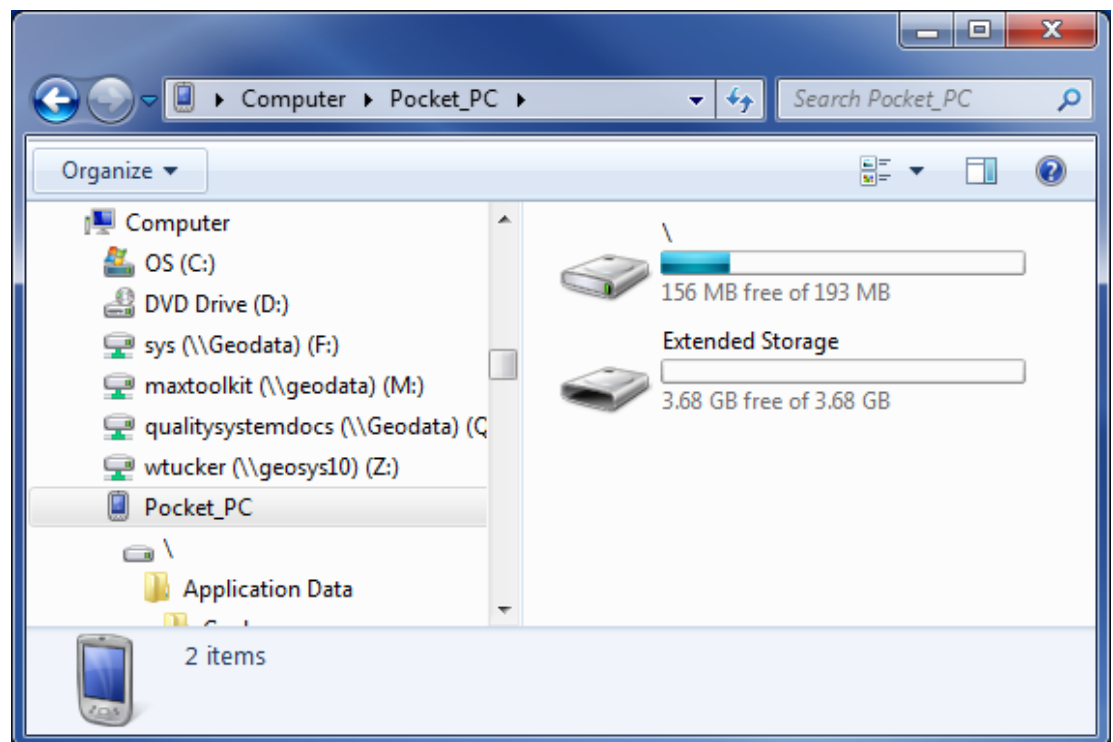 Computer ▸ Pocket_PC ▸
Search Pocket_PC
Organize
Computer
OS (C:)
DVD Drive (D:)
sys (\\Geodata) (F:)
maxtoolkit (\\geodata) (M:)
qualitysystemdocs (\\Geodata) (Q
wtucker (\\geosys10) (Z:)
Pocket_PC
\
Application Data
\
156 MB free of 193 MB
Extended Storage
3.68 GB free of 3.68 GB
2 items